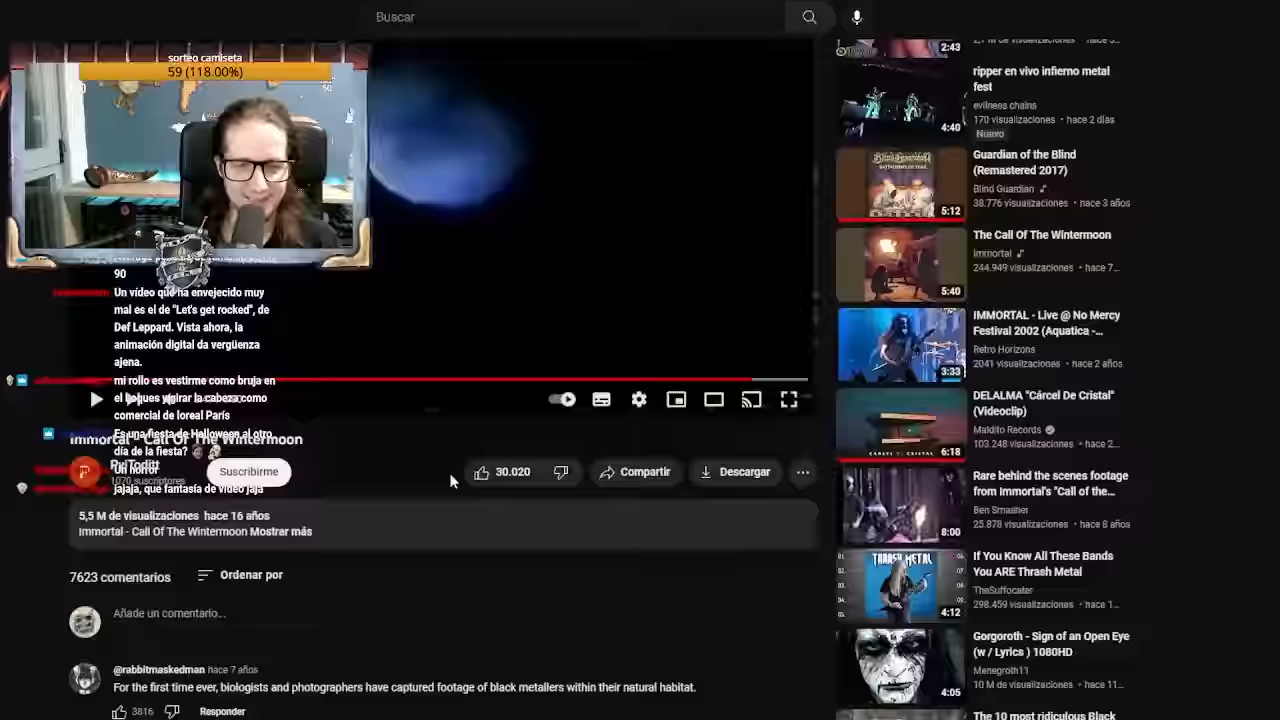 Buscar
sorteo camiseta
59 (118.00%)
50
90
Un vídeo que ha envejecido muy
mal es el de "Let's get rocked", de
Def Leppard. Vista ahora, la
animación digital da vergüenza
ajena.
mi rollo es vestirme como bruja en
el bosques y girar la cabeza como
comercial de loreal París
Es una fiesta de Halloween al otro
día de la fiesta?
jajaja, que fantasía de vídeo jaja
Immortal - Call Of The Wintermoon
1070 suscriptores
Suscribirme
30.020
Compartir
Descargar
5,5 M de visualizaciones hace 16 años
Immortal - Call Of The Wintermoon Mostrar más
7623 comentarios
Ordenar por
Añade un comentario...
@rabbitmaskedman hace 7 años
For the first time ever, biologists and photographers have captured footage of black metallers within their natural habitat.
3816
Responder
2:43
ripper en vivo infierno metal
fest
evilness chains
170 visualizaciones • hace 2 días
Nuevo
4:40
Guardian of the Blind
(Remastered 2017)
Blind Guardian
38.776 visualizaciones • hace 3 años
5:12
The Call Of The Wintermoon
Immortal
244.949 visualizaciones • hace 7...
5:40
IMMORTAL - Live @ No Mercy
Festival 2002 (Aquatica -...
Retro Horizons
2041 visualizaciones • hace 2 años
3:33
DELALMA "Cárcel De Cristal"
(Videoclip)
Maldito Records
103.248 visualizaciones • hace 2...
CÁRCEL DE CRISTAL
6:18
Rare behind the scenes footage
from Immortal's "Call of the...
Ben Smasher
25.878 visualizaciones • hace 8 años
8:00
If You Know All These Bands
You ARE Thrash Metal
TheSuffocater
298.459 visualizaciones • hace 1...
THRASH METAL
4:12
Gorgoroth - Sign of an Open Eye
(w / Lyrics ) 1080HD
Menegroth11
10 M de visualizaciones • hace 11...
4:05
The 10 most ridiculous Black